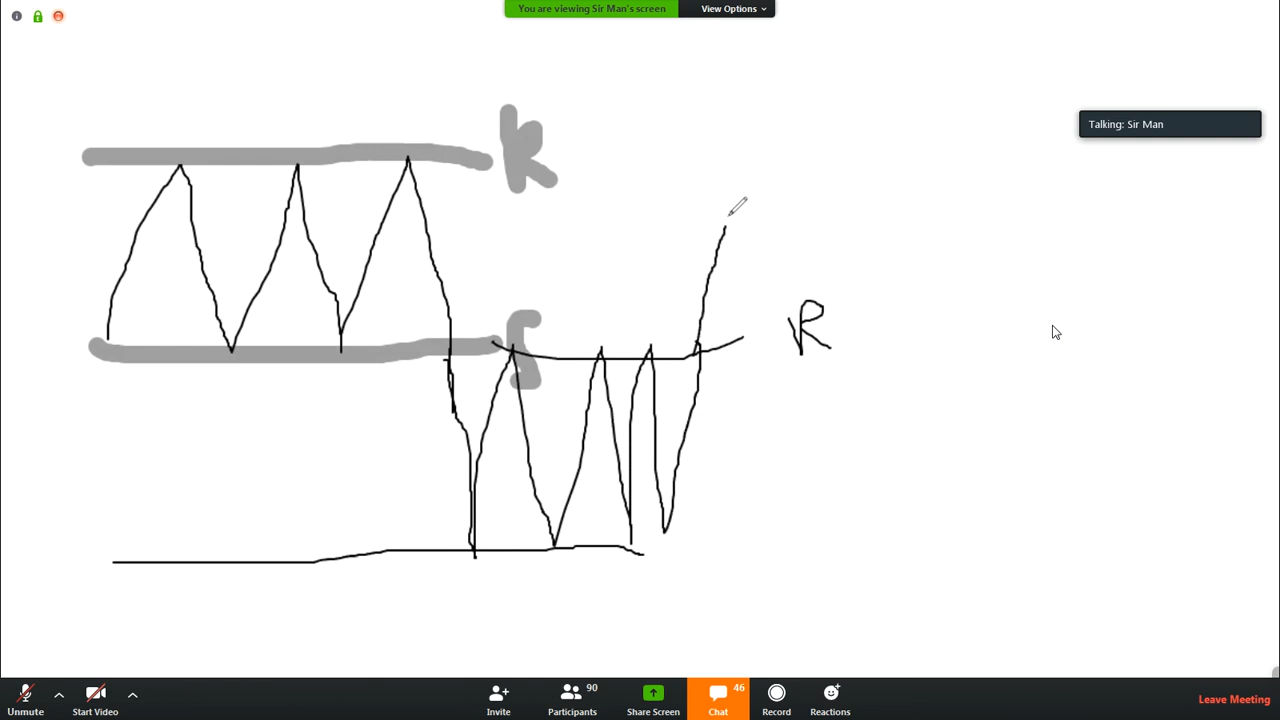 You are viewing Sir Man's screen
View Options
Talking: Sir Man
R
S
R
Unmute
Start Video
Invite
90
Participants
Share Screen
46
Chat
Record
Reactions
Leave Meeting